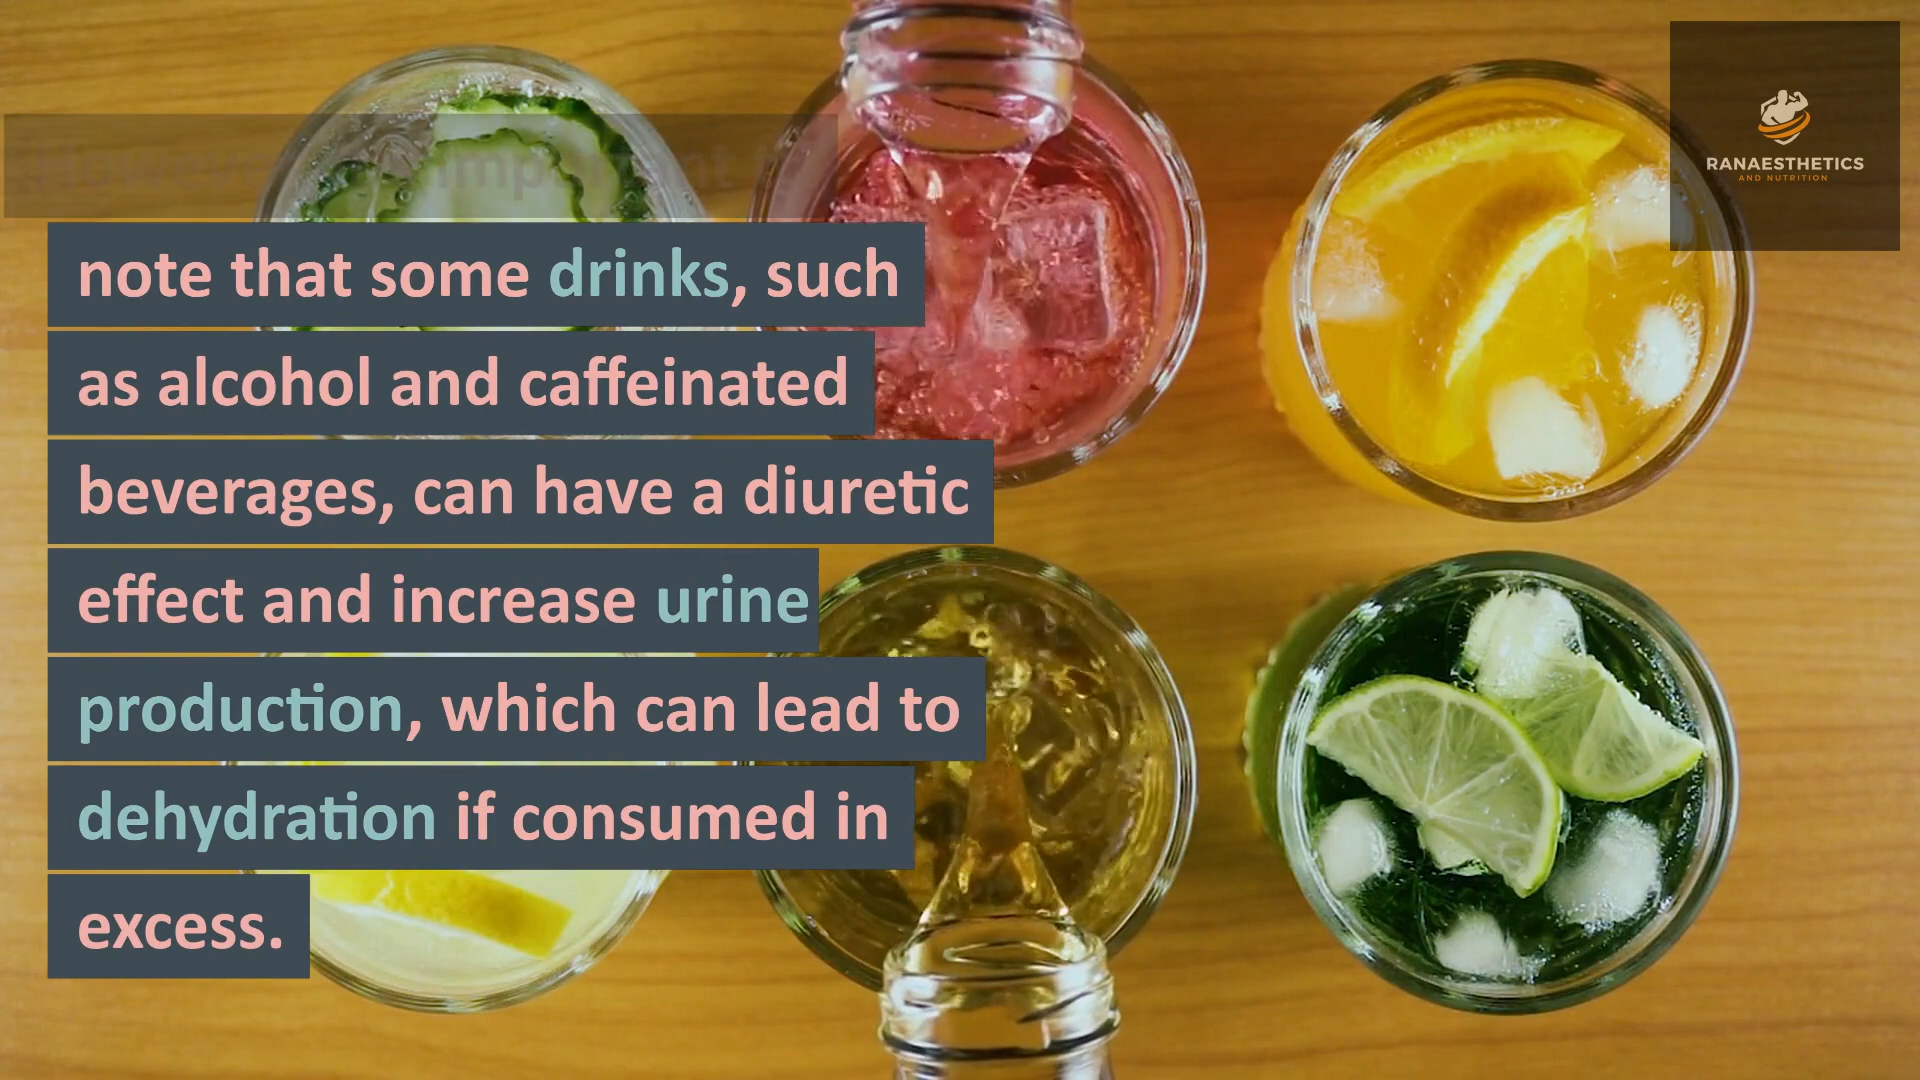 important
note that some drinks, such
as alcohol and caffeinated
beverages, can have a diuretic
effect and increase urine
production, which can lead to
dehydration if consumed in
excess.
RANAESTHETICS
AND NUTRITION